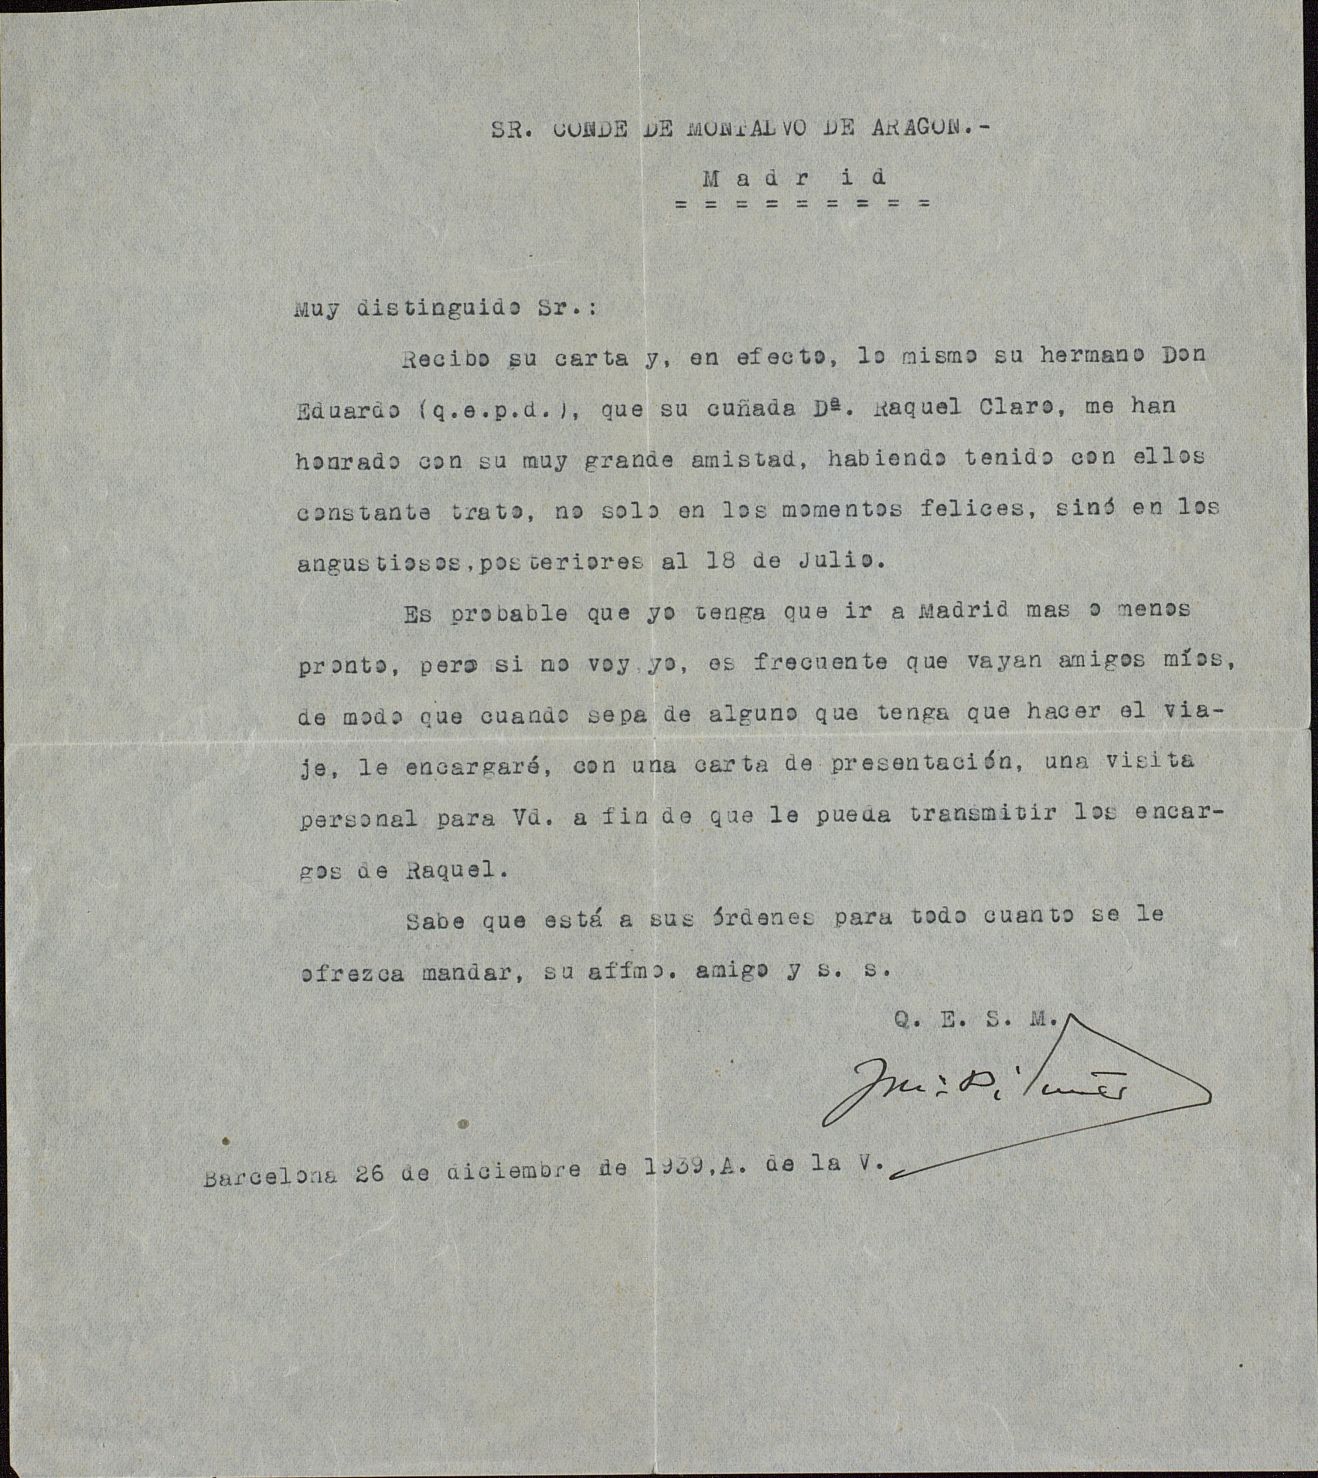 SR. CONDE DE MONTALVO DE ARAGON.-
M a d r i d
= = = = = = = = =
Muy distinguido Sr.:
Recibo su carta y, en efecto, lo mismo su hermano Don
Eduardo (q.e.p.d.), que su cuñada Dª. Raquel Claro, me han
honrado con su muy grande amistad, habiendo tenido con ellos
constante trato, no solo en los momentos felices, sinó en los
angustiosos,posteriores al 18 de Julio.
Es probable que yo tenga que ir a Madrid mas o menos
pronto, pero si no voy yo, es frecuente que vayan amigos míos,
de modo que cuando sepa de alguno que tenga que hacer el via-
je, le encargaré, con una carta de presentación, una visita
personal para Vd. a fin de que le pueda transmitir los encar-
gos de Raquel.
Sabe que está a sus órdenes para todo cuanto se le
ofrezca mandar, su affmo. amigo y s. s.
Q. E. S. M.
Barcelona 26 de diciembre de 1939,A. de la V.